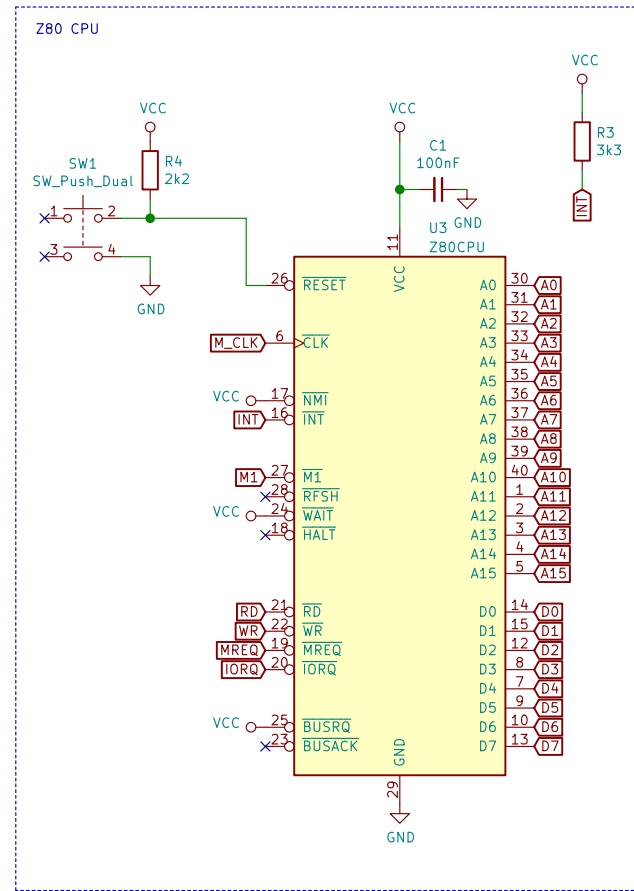 Z80 CPU
VCC
R3
3k3
INT
VCC
R4
2k2
SW1
SW_Push_Dual
1
2
3
4
GND
VCC
C1
100nF
GND
U3
Z80CPU
11
VCC
26 RESET
M_CLK 6 CLK
VCC 17 NMI
INT 16 INT
M1 27 M1
28 RFSH
VCC 24 WAIT
18 HALT
RD 21 RD
WR 22 WR
MREQ 19 MREQ
IORQ 20 IORQ
VCC 25 BUSRQ
23 BUSACK
A0 30 A0
A1 31 A1
A2 32 A2
A3 33 A3
A4 34 A4
A5 35 A5
A6 36 A6
A7 37 A7
A8 38 A8
A9 39 A9
A10 40 A10
A11 1 A11
A12 2 A12
A13 3 A13
A14 4 A14
A15 5 A15
D0 14 D0
D1 15 D1
D2 12 D2
D3 8 D3
D4 7 D4
D5 9 D5
D6 10 D6
D7 13 D7
GND
29
GND